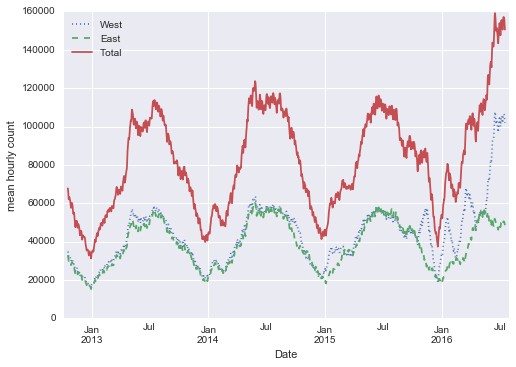 160000
140000
120000
100000
80000
60000
40000
20000
0
mean hourly count
West
East
Total
Jan
2013
Jul
Jan
2014
Jul
Jan
2015
Jul
Jan
2016
Jul
Date